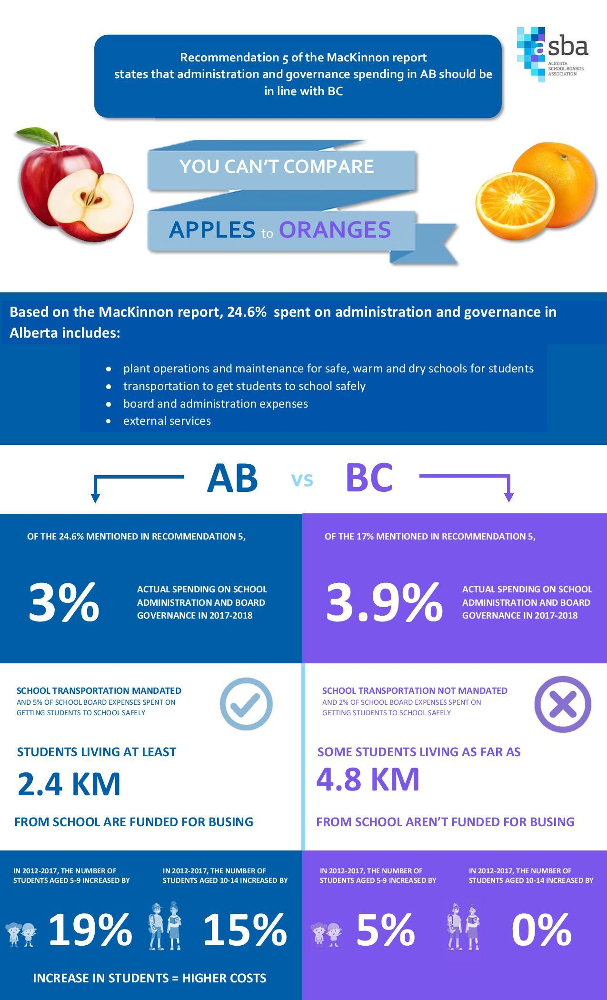 Recommendation 5 of the MacKinnon report
states that administration and governance spending in AB should be
in line with BC
asba
ALBERTA
SCHOOL BOARDS
ASSOCIATION
YOU CAN'T COMPARE
APPLES to ORANGES
Based on the MacKinnon report, 24.6% spent on administration and governance in
Alberta includes:
• plant operations and maintenance for safe, warm and dry schools for students
• transportation to get students to school safely
• board and administration expenses
• external services
AB vs BC
OF THE 24.6% MENTIONED IN RECOMMENDATION 5,
3%
ACTUAL SPENDING ON SCHOOL
ADMINISTRATION AND BOARD
GOVERNANCE IN 2017-2018
OF THE 17% MENTIONED IN RECOMMENDATION 5,
3.9%
ACTUAL SPENDING ON SCHOOL
ADMINISTRATION AND BOARD
GOVERNANCE IN 2017-2018
SCHOOL TRANSPORTATION MANDATED
AND 5% OF SCHOOL BOARD EXPENSES SPENT ON
GETTING STUDENTS TO SCHOOL SAFELY
STUDENTS LIVING AT LEAST
2.4 KM
FROM SCHOOL ARE FUNDED FOR BUSING
SCHOOL TRANSPORTATION NOT MANDATED
AND 2% OF SCHOOL BOARD EXPENSES SPENT ON
GETTING STUDENTS TO SCHOOL SAFELY
SOME STUDENTS LIVING AS FAR AS
4.8 KM
FROM SCHOOL AREN'T FUNDED FOR BUSING
IN 2012-2017, THE NUMBER OF
STUDENTS AGED 5-9 INCREASED BY
19%
IN 2012-2017, THE NUMBER OF
STUDENTS AGED 10-14 INCREASED BY
15%
INCREASE IN STUDENTS = HIGHER COSTS
IN 2012-2017, THE NUMBER OF
STUDENTS AGED 5-9 INCREASED BY
5%
IN 2012-2017, THE NUMBER OF
STUDENTS AGED 10-14 INCREASED BY
0%